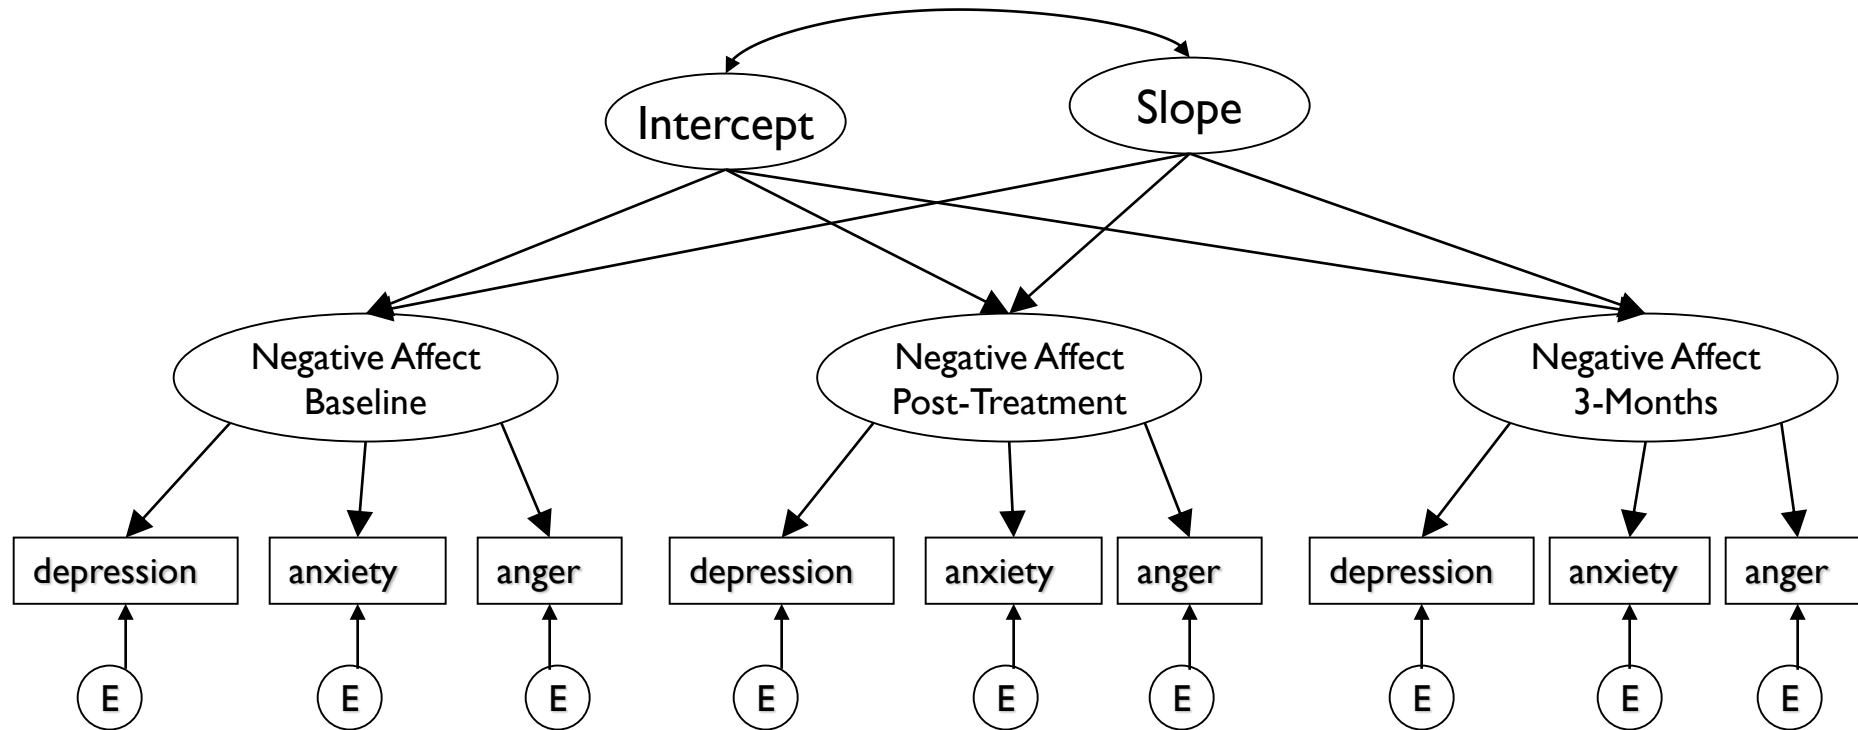 Intercept
Slope
Negative Affect
Baseline
Negative Affect
Post-Treatment
Negative Affect
3-Months
depression
anxiety
anger
depression
anxiety
anger
depression
anxiety
anger
E
E
E
E
E
E
E
E
E